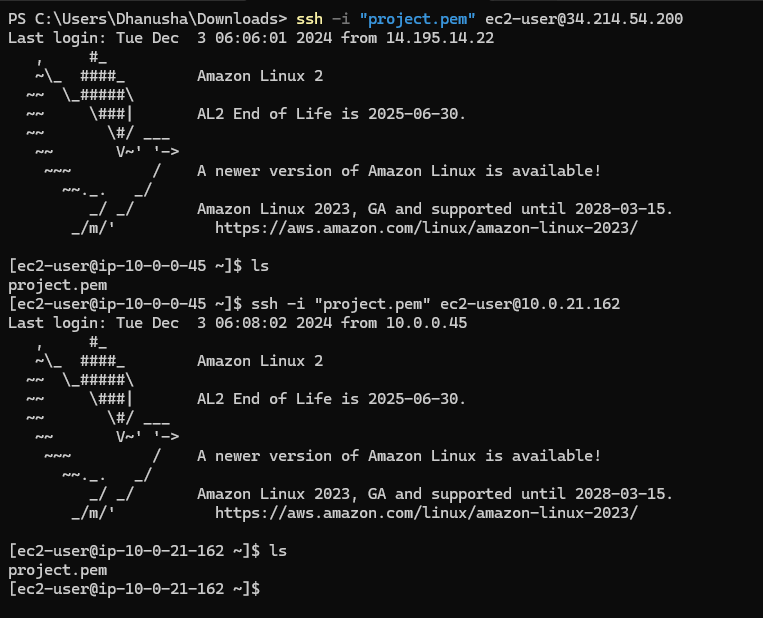 PS C:\Users\Dhanusha\Downloads> ssh -i "project.pem" ec2-user@34.214.54.200
Last login: Tue Dec  3 06:06:01 2024 from 14.195.14.22
   ,     #_
   ~\_  ####_        Amazon Linux 2
  ~~  \_#####\
  ~~     \###|       AL2 End of Life is 2025-06-30.
  ~~       \#/ ___
   ~~       V~' '->
    ~~~         /    A newer version of Amazon Linux is available!
      ~~._.   _/
         _/ _/       Amazon Linux 2023, GA and supported until 2028-03-15.
       _/m/'           https://aws.amazon.com/linux/amazon-linux-2023/
[ec2-user@ip-10-0-0-45 ~]$ ls
project.pem
[ec2-user@ip-10-0-0-45 ~]$ ssh -i "project.pem" ec2-user@10.0.21.162
Last login: Tue Dec  3 06:08:02 2024 from 10.0.0.45
   ,     #_
   ~\_  ####_        Amazon Linux 2
  ~~  \_#####\
  ~~     \###|       AL2 End of Life is 2025-06-30.
  ~~       \#/ ___
   ~~       V~' '->
    ~~~         /    A newer version of Amazon Linux is available!
      ~~._.   _/
         _/ _/       Amazon Linux 2023, GA and supported until 2028-03-15.
       _/m/'           https://aws.amazon.com/linux/amazon-linux-2023/
[ec2-user@ip-10-0-21-162 ~]$ ls
project.pem
[ec2-user@ip-10-0-21-162 ~]$